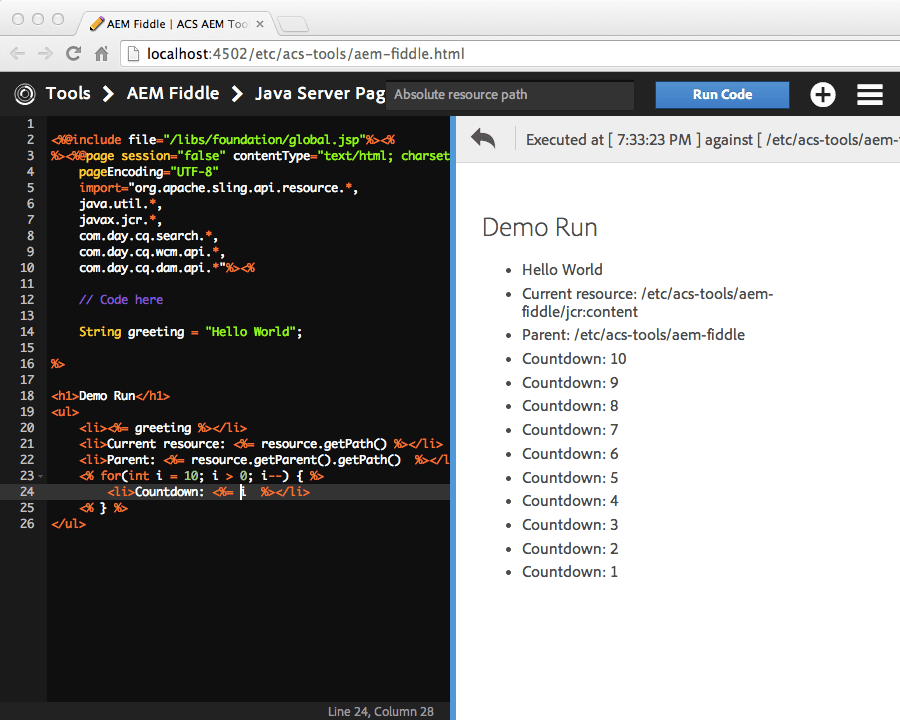 AEM Fiddle | ACS AEM Too
localhost:4502/etc/acs-tools/aem-fiddle.html
Tools AEM Fiddle Java Server Pag
Absolute resource path
Run Code
1
2 <%@include file="/libs/foundation/global.jsp"%><%
3 %><%@page session="false" contentType="text/html; charset
4 pageEncoding="UTF-8"
5 import="org.apache.sling.api.resource.*,
6 java.util.*,
7 javax.jcr.*,
8 com.day.cq.search.*,
9 com.day.cq.wcm.api.*,
10 com.day.cq.dam.api.*"%><%
11
12 // Code here
13
14 String greeting = "Hello World";
15
16 %>
17
18 <h1>Demo Run</h1>
19 <ul>
20 <li><%= greeting %></li>
21 <li>Current resource: <%= resource.getPath() %></li>
22 <li>Parent: <%= resource.getParent().getPath()  %></l
23 <% for(int i = 10; i > 0; i--) { %>
24 <li>Countdown: <%= i  %></li>
25 <% } %>
26 </ul>
Line 24, Column 28
Executed at [ 7:33:23 PM ] against [ /etc/acs-tools/aem-
Demo Run
• Hello World
• Current resource: /etc/acs-tools/aem-
fiddle/jcr:content
• Parent: /etc/acs-tools/aem-fiddle
• Countdown: 10
• Countdown: 9
• Countdown: 8
• Countdown: 7
• Countdown: 6
• Countdown: 5
• Countdown: 4
• Countdown: 3
• Countdown: 2
• Countdown: 1